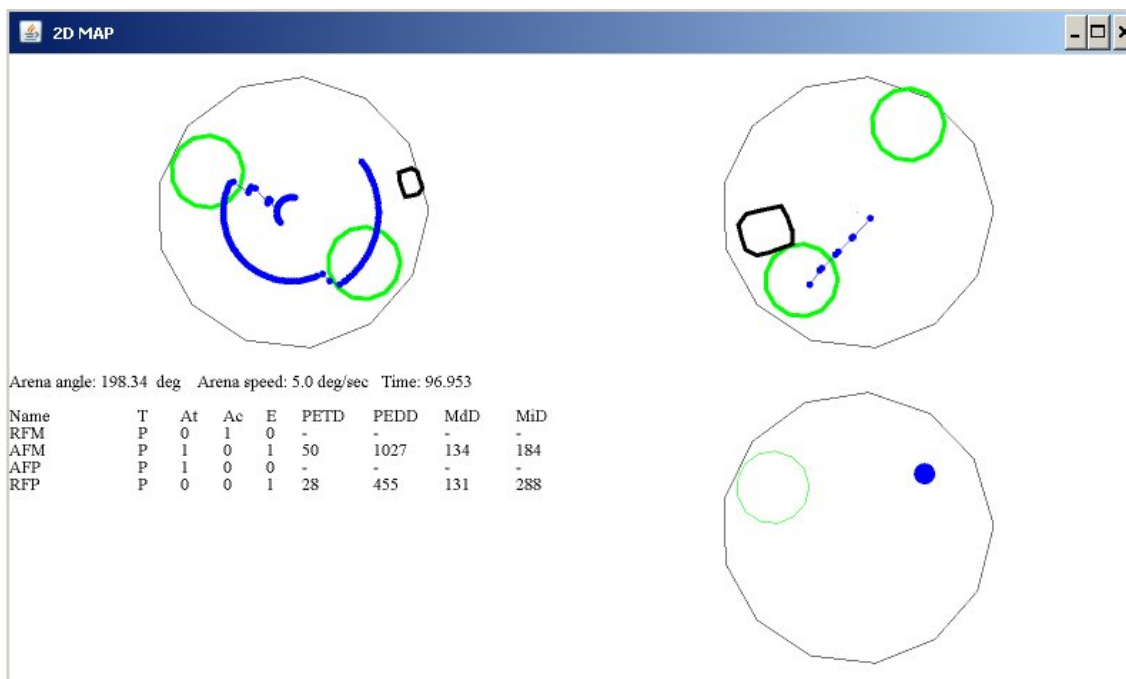 2D MAP
Arena angle: 198.34 deg Arena speed: 5.0 deg/sec Time: 96.953
Name T At Ac E PETD PEDD MdD MiD
RFM P 0 1 0 - - - -
AFM P 1 0 1 50 1027 134 184
AFP P 1 0 0 - - - -
RFP P 0 0 1 28 455 131 288